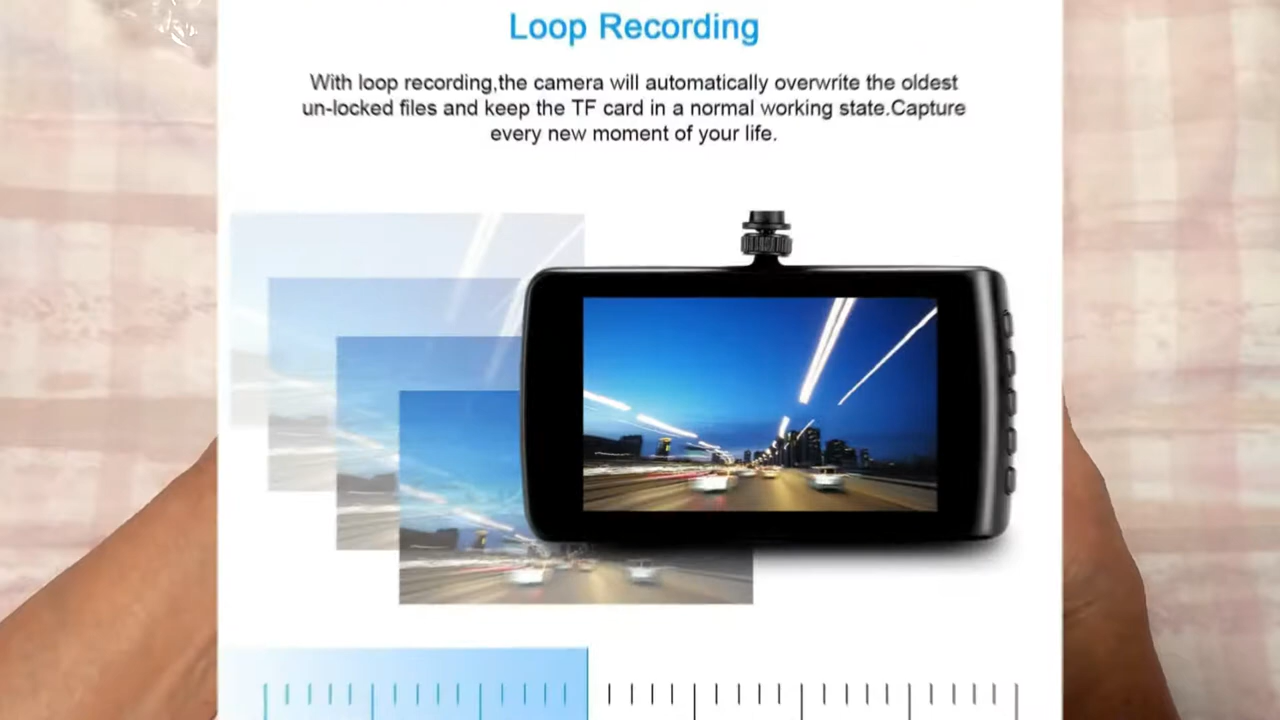 Loop Recording
With loop recording,the camera will automatically overwrite the oldest
un-locked files and keep the TF card in a normal working state.Capture
every new moment of your life.